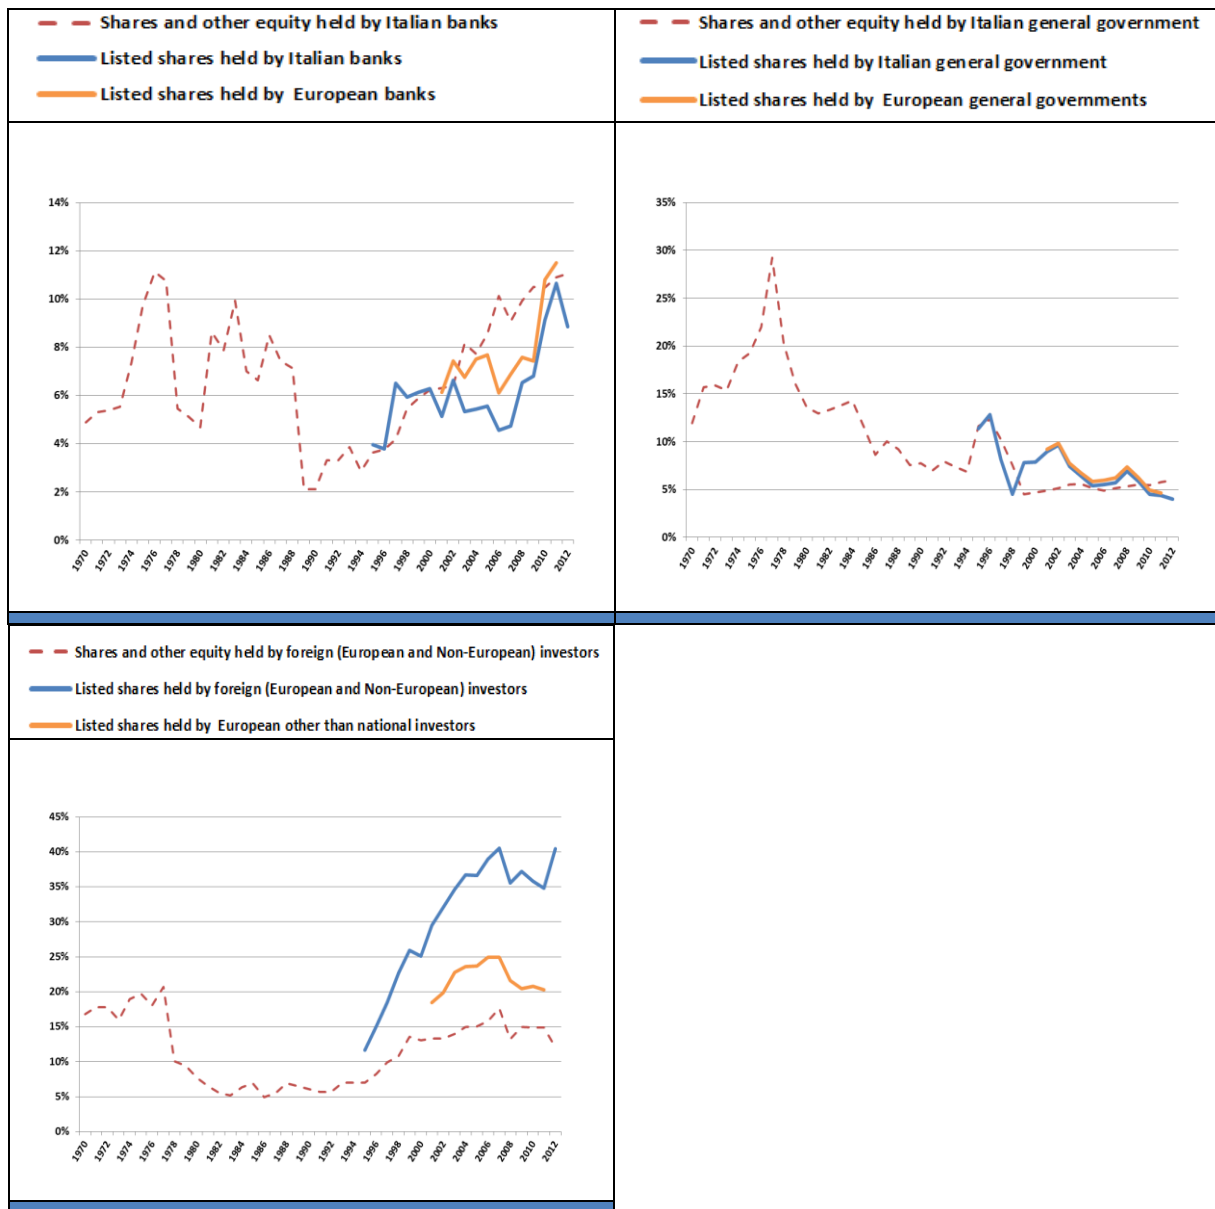 Shares and other equity held by Italian banks
Listed shares held by Italian banks
Listed shares held by European banks
Shares and other equity held by Italian general government
Listed shares held by Italian general government
Listed shares held by European general governments
14%
12%
10%
8%
6%
4%
2%
0%
1970 1972 1974 1976 1978 1980 1982 1984 1986 1988 1990 1992 1994 1996 1998 2000 2002 2004 2006 2008 2010 2012
35%
30%
25%
20%
15%
10%
5%
0%
1970 1972 1974 1976 1978 1980 1982 1984 1986 1988 1990 1992 1994 1996 1998 2000 2002 2004 2006 2008 2010 2012
Shares and other equity held by foreign (European and Non-European) investors
Listed shares held by foreign (European and Non-European) investors
Listed shares held by European other than national investors
45%
40%
35%
30%
25%
20%
15%
10%
5%
0%
1970 1972 1974 1976 1978 1980 1982 1984 1986 1988 1990 1992 1994 1996 1998 2000 2002 2004 2006 2008 2010 2012